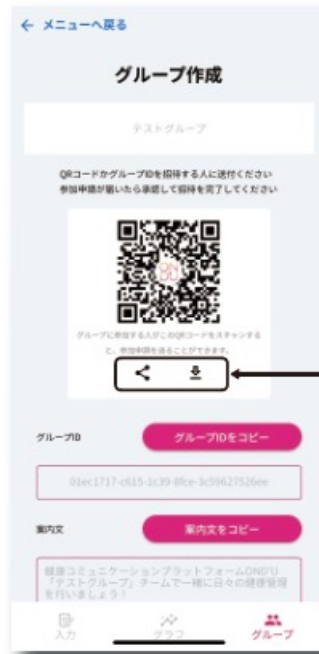 ← メニューへ戻る
グループ作成
テストグループ
QRコードかグループIDを招待する人に送付ください
参加申請が届いたら承認して招待を完了してください
グループに参加する人がこのQRコードをスキャンする
と、参加申請を送ることができます。
グループID
グループIDをコピー
01ec1717-c615-1c39-8fce-3c59627526ee
案内文
案内文をコピー
健康コミュニケーションプラットフォームOND'U
「テストグループ」チームで一緒に日々の健康管理
を行いましょう！
入力
グラフ
グループ